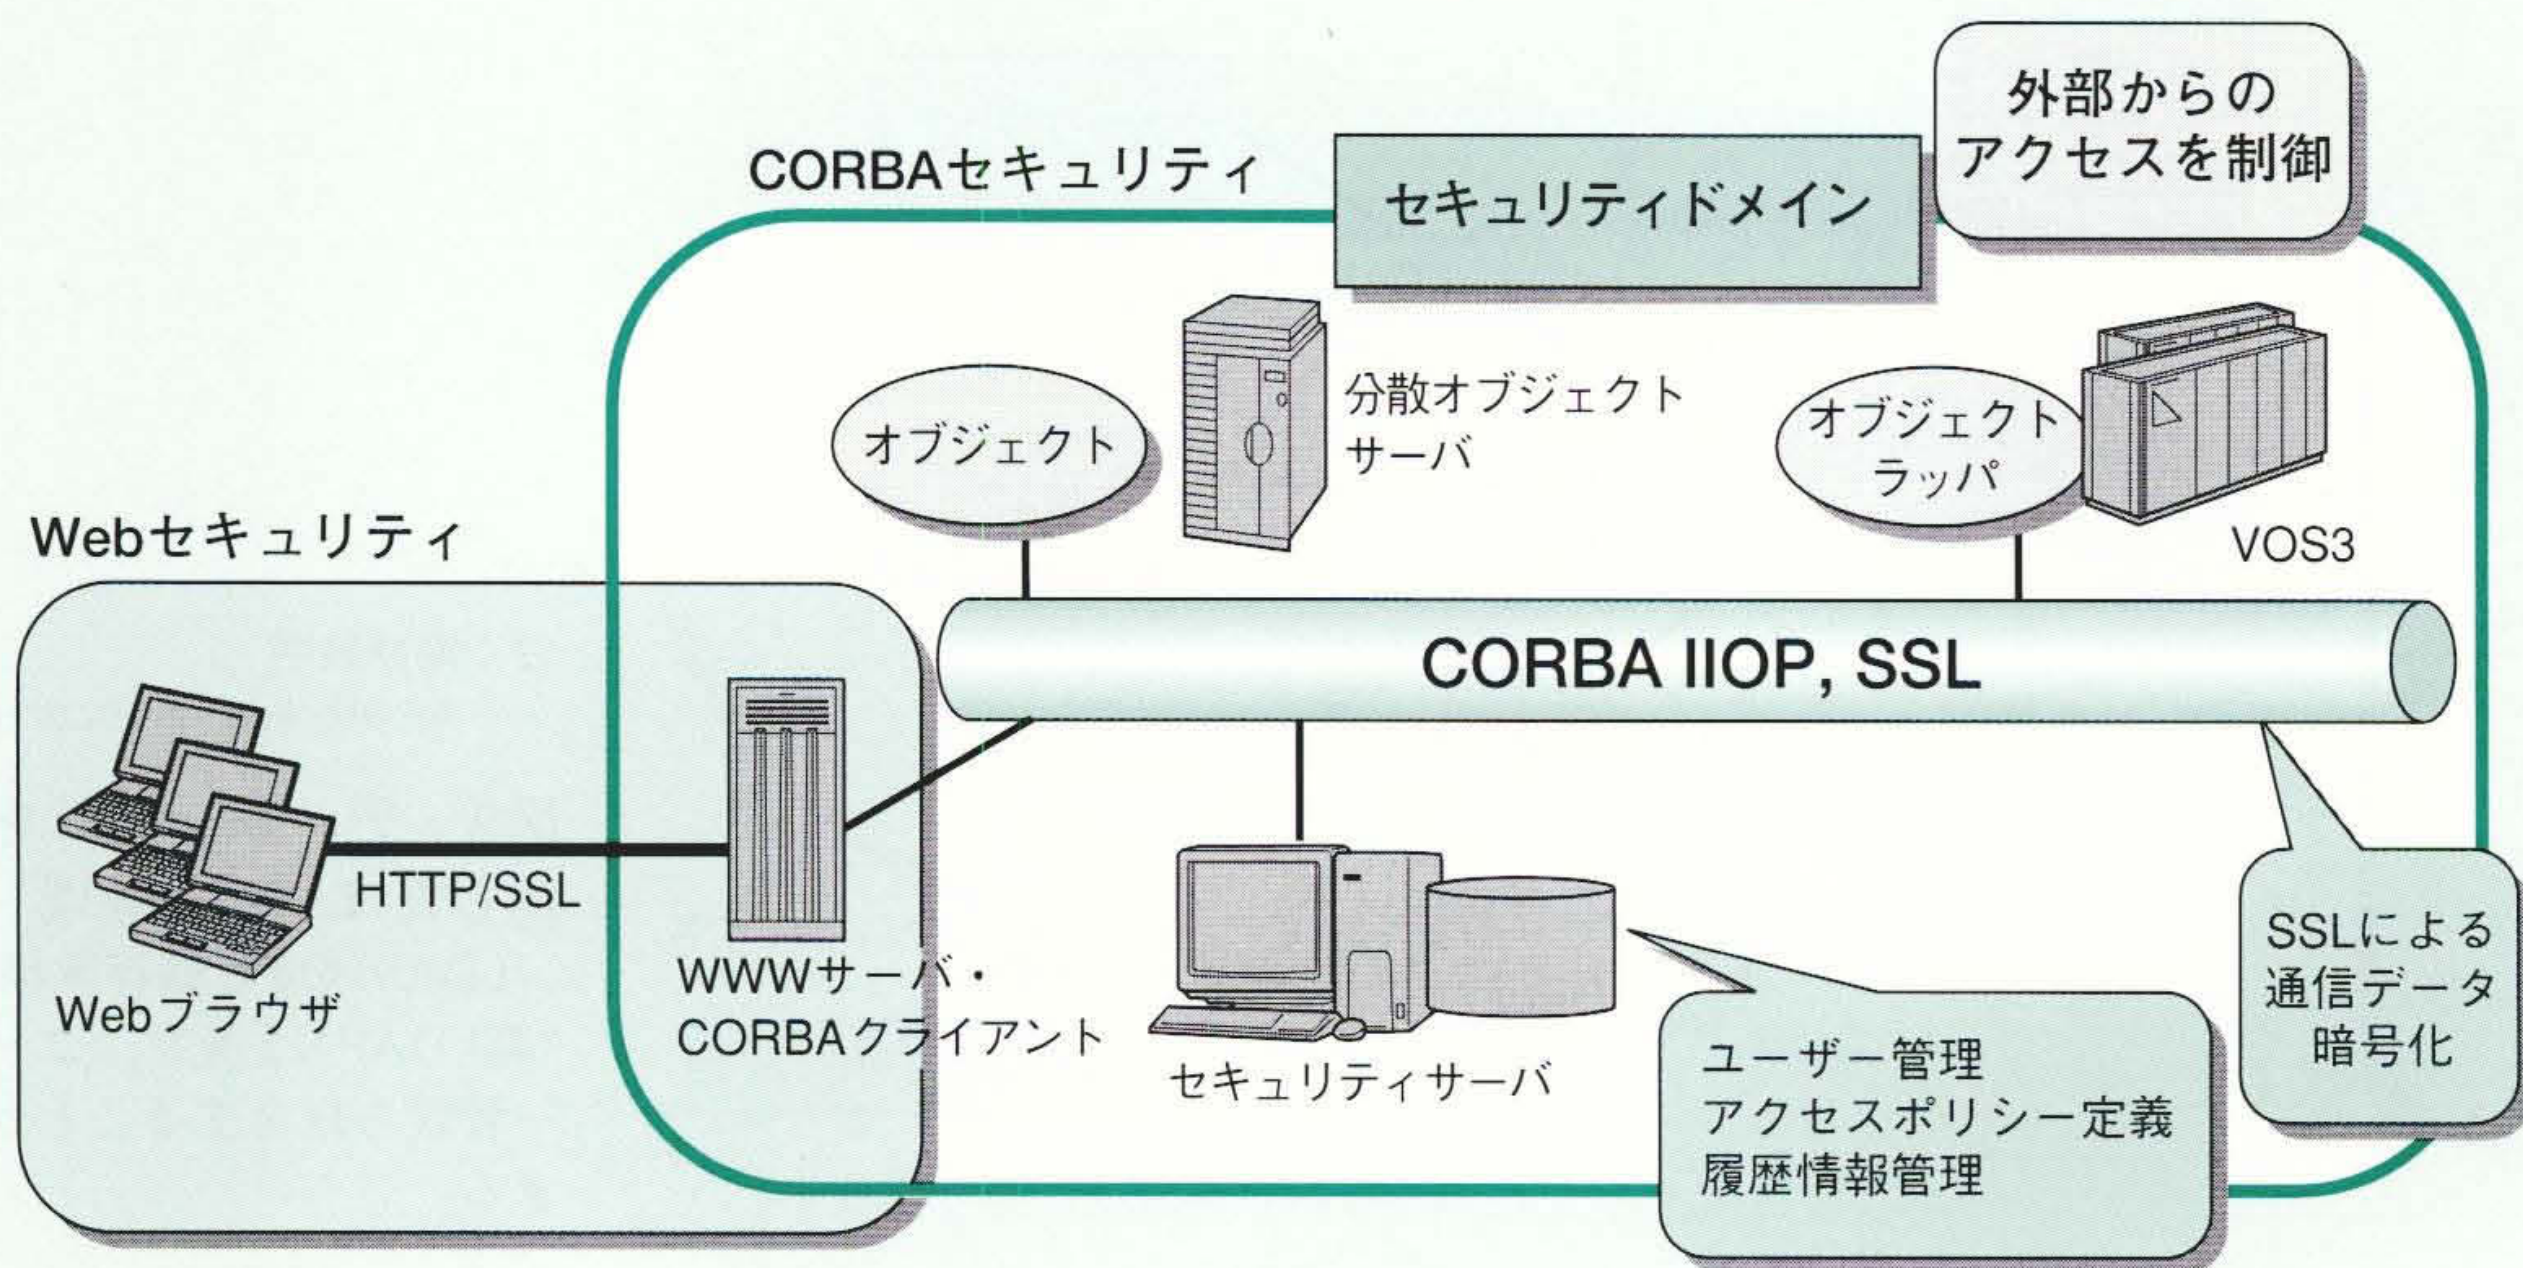 外部からの
アクセスを制御
CORBAセキュリティ
セキュリティドメイン
オブジェクト
分散オブジェクト
サーバ
オブジェクト
ラッパ
VOS3
Webセキュリティ
CORBA IIOP, SSL
HTTP/SSL
Webブラウザ
WWWサーバ・
CORBAクライアント
セキュリティサーバ
ユーザー管理
アクセスポリシー定義
履歴情報管理
SSLによる
通信データ
暗号化